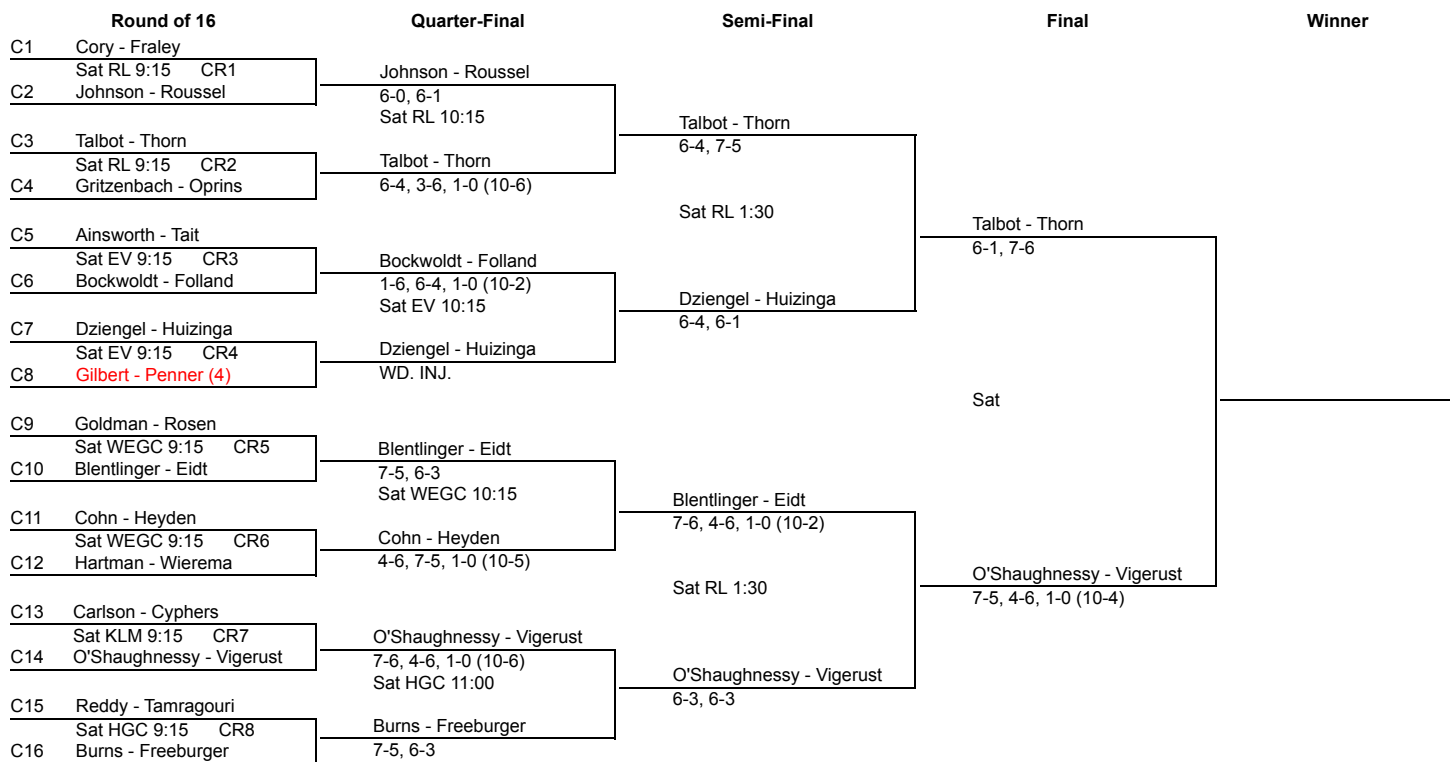 Round of 16
Quarter-Final
Semi-Final
Final
Winner
C1 Cory - Fraley
Sat RL 9:15 CR1
C2 Johnson - Roussel
C3 Talbot - Thorn
Sat RL 9:15 CR2
C4 Gritzenbach - Oprins
C5 Ainsworth - Tait
Sat EV 9:15 CR3
C6 Bockwoldt - Folland
C7 Dziengel - Huizinga
Sat EV 9:15 CR4
C8 Gilbert - Penner (4)
C9 Goldman - Rosen
Sat WEGC 9:15 CR5
C10 Blentlinger - Eidt
C11 Cohn - Heyden
Sat WEGC 9:15 CR6
C12 Hartman - Wierema
C13 Carlson - Cyphers
Sat KLM 9:15 CR7
C14 O'Shaughnessy - Vigerust
C15 Reddy - Tamragouri
Sat HGC 9:15 CR8
C16 Burns - Freeburger
Johnson - Roussel
6-0, 6-1
Sat RL 10:15
Talbot - Thorn
6-4, 3-6, 1-0 (10-6)
Bockwoldt - Folland
1-6, 6-4, 1-0 (10-2)
Sat EV 10:15
Dziengel - Huizinga
WD. INJ.
Blentlinger - Eidt
7-5, 6-3
Sat WEGC 10:15
Cohn - Heyden
4-6, 7-5, 1-0 (10-5)
O'Shaughnessy - Vigerust
7-6, 4-6, 1-0 (10-6)
Sat HGC 11:00
Burns - Freeburger
7-5, 6-3
Talbot - Thorn
6-4, 7-5
Sat RL 1:30
Dziengel - Huizinga
6-4, 6-1
Blentlinger - Eidt
7-6, 4-6, 1-0 (10-2)
Sat RL 1:30
O'Shaughnessy - Vigerust
6-3, 6-3
Talbot - Thorn
6-1, 7-6
Sat
O'Shaughnessy - Vigerust
7-5, 4-6, 1-0 (10-4)